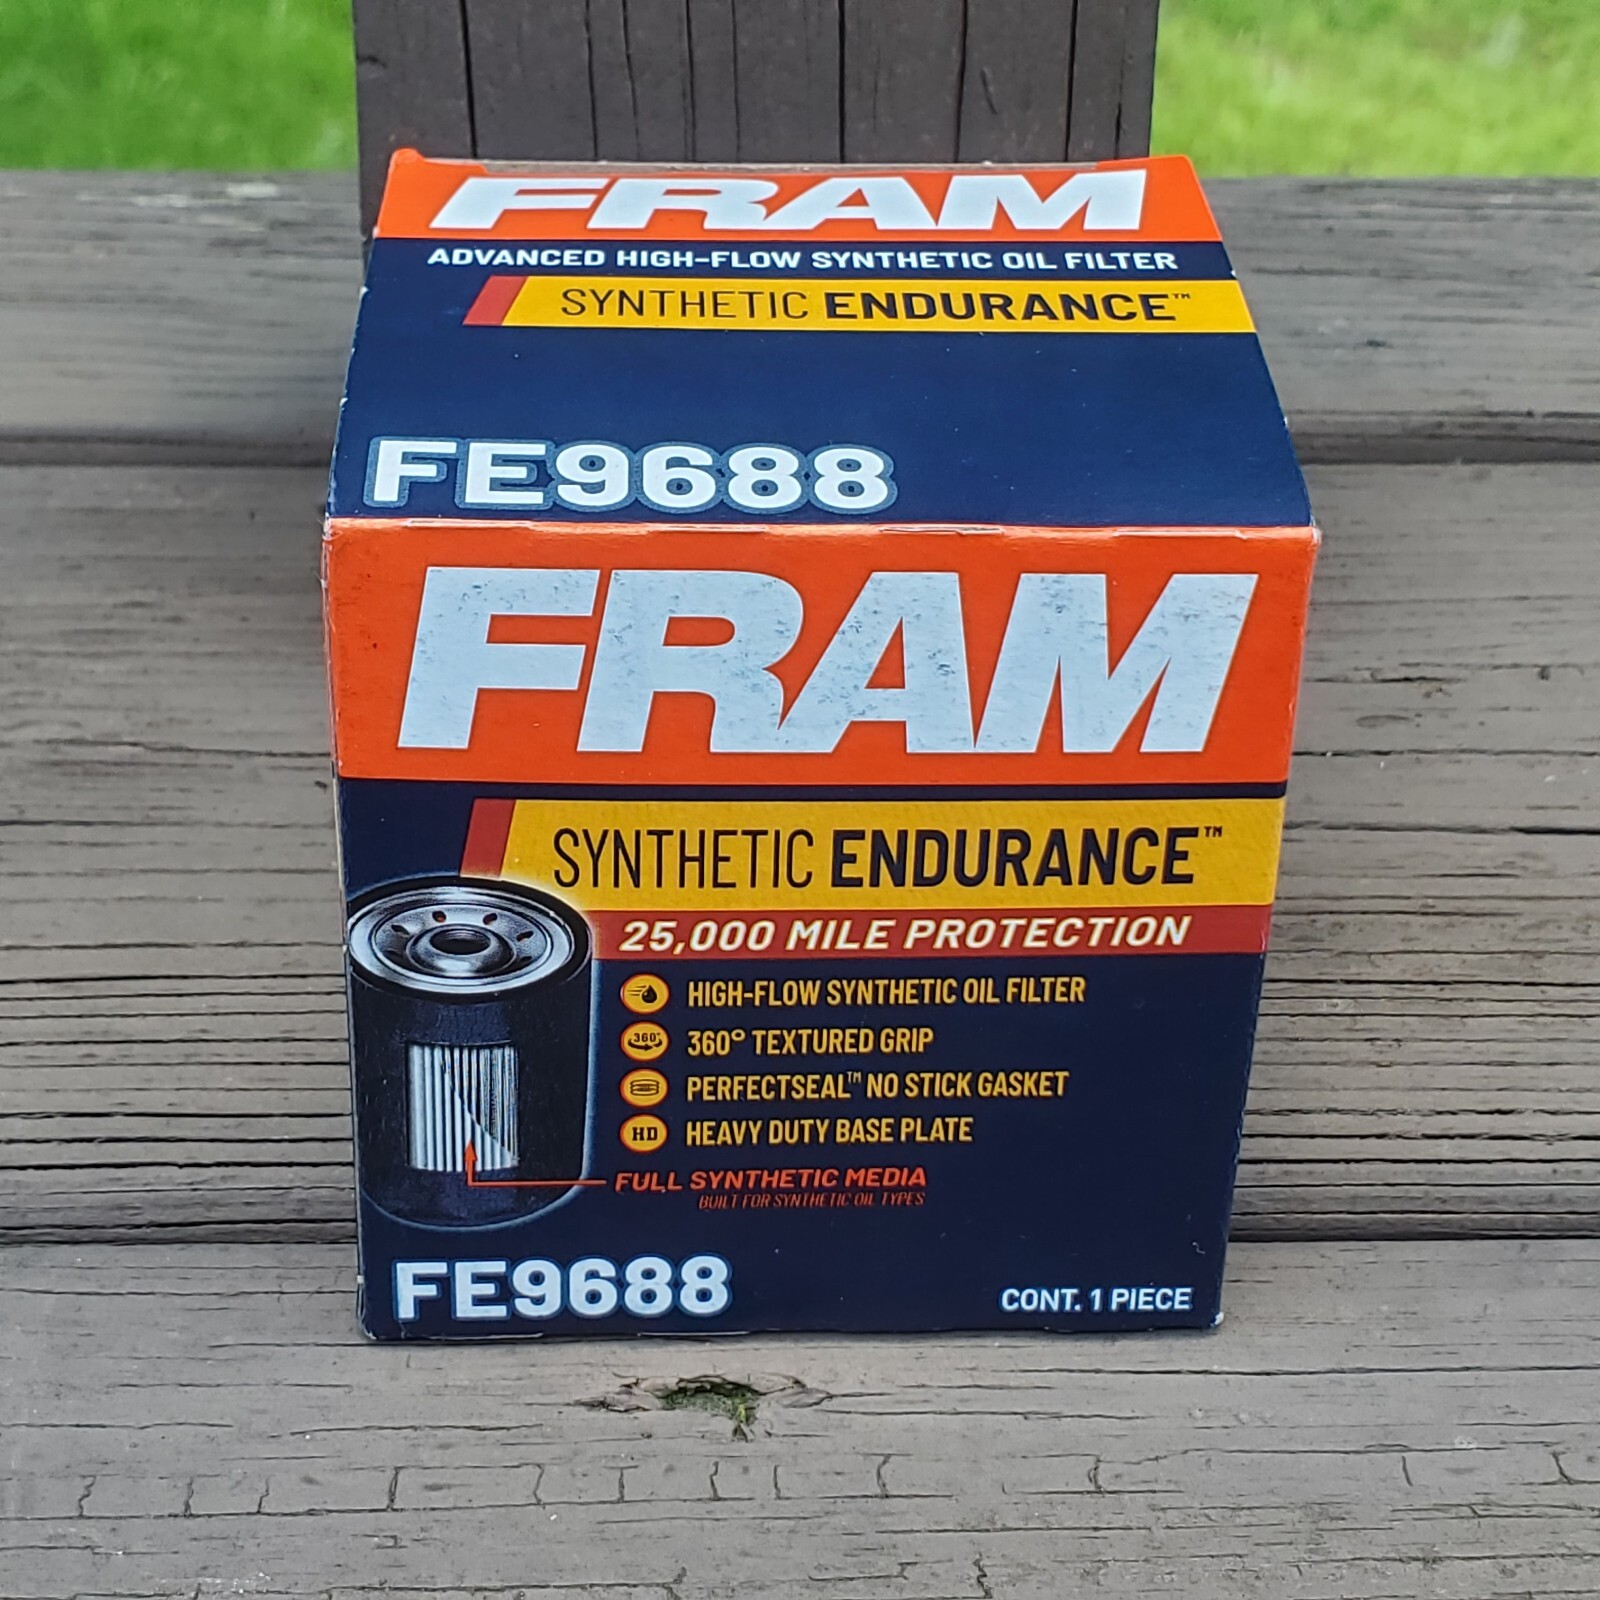 FRAM
ADVANCED HIGH-FLOW SYNTHETIC OIL FILTER
SYNTHETIC ENDURANCE™
FE9688
FRAM
SYNTHETIC ENDURANCE™
25,000 MILE PROTECTION
HIGH-FLOW SYNTHETIC OIL FILTER
360° 360° TEXTURED GRIP
PERFECTSEAL™ NO STICK GASKET
HD HEAVY DUTY BASE PLATE
FULL SYNTHETIC MEDIA
BUILT FOR SYNTHETIC OIL TYPES
FE9688
CONT. 1 PIECE